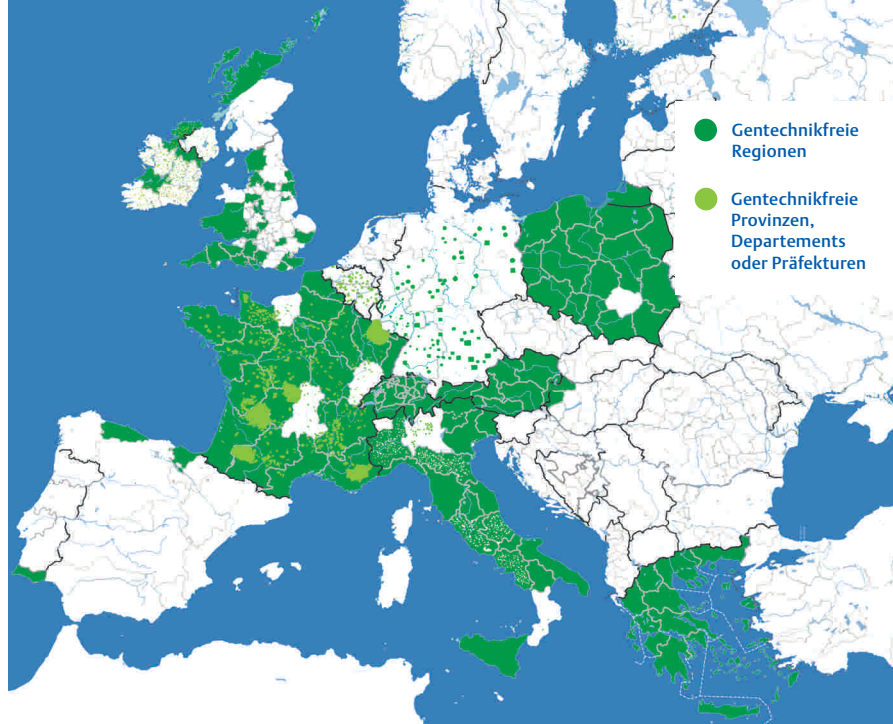 Gentechnikfreie
Regionen
Gentechnikfreie
Provinzen,
Departements
oder Präfekturen